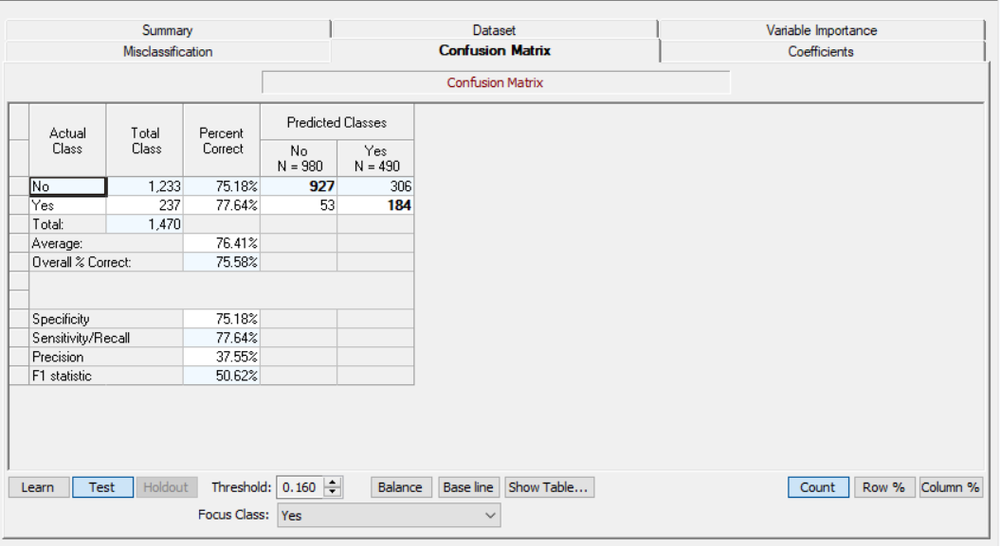 Summary Dataset Variable Importance
Misclassification Confusion Matrix Coefficients
Confusion Matrix
Actual Class Total Class Percent Correct Predicted Classes
No N = 980 Yes N = 490
No 1,233 75.18% 927 306
Yes 237 77.64% 53 184
Total: 1,470
Average: 76.41%
Overall % Correct: 75.58%
Specificity 75.18%
Sensitivity/Recall 77.64%
Precision 37.55%
F1 statistic 50.62%
Learn Test Holdout Threshold: 0.160 Balance Base line Show Table... Count Row % Column %
Focus Class: Yes